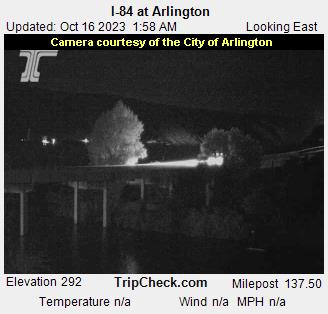 I-84 at Arlington
Updated: Oct 16 2023 1:58 AM Looking East
Camera courtesy of the City of Arlington
Elevation 292 TripCheck.com Milepost 137.50
Temperature n/a Wind n/a MPH n/a